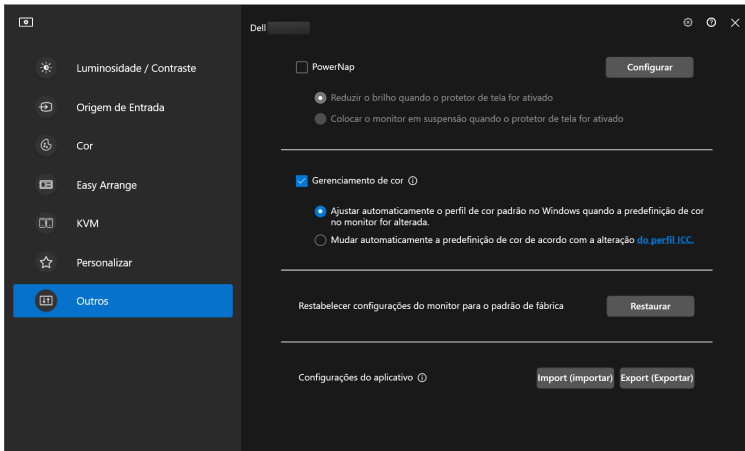 Dell
Luminosidade / Contraste
Origem de Entrada
Cor
Easy Arrange
KVM
Personalizar
Outros
PowerNap
Configurar
Reduzir o brilho quando o protetor de tela for ativado
Colocar o monitor em suspensão quando o protetor de tela for ativado
Gerenciamento de cor
Ajustar automaticamente o perfil de cor padrão no Windows quando a predefinição de cor
no monitor for alterada.
Mudar automaticamente a predefinição de cor de acordo com a alteração do perfil ICC.
Restabelecer configurações do monitor para o padrão de fábrica
Restaurar
Configurações do aplicativo
Import (importar)
Export (Exportar)